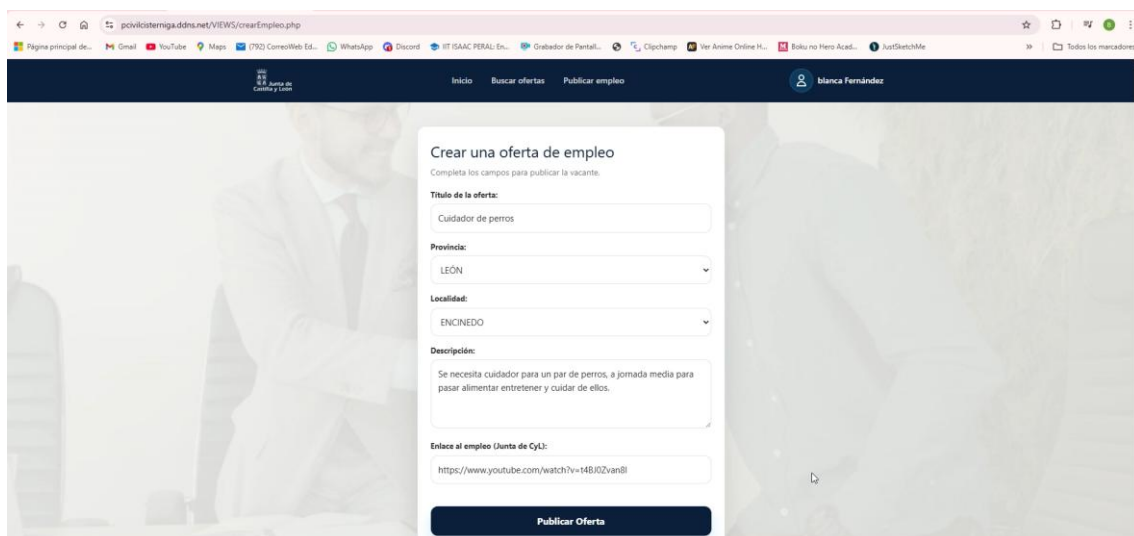 pcivilcisterniga.ddns.net/VIEWS/crearEmpleo.php
Página principal de... Gmail YouTube Maps (792) CorreoWeb Ed... WhatsApp Discord IIT ISAAC PERAL: En... Grabador de Pantall... Clipchamp Ver Anime Online H... Boku no Hero Acad... JustSketchMe » Todos los marcadores
Junta de
Castilla y León
Inicio Buscar ofertas Publicar empleo blanca Fernández
Crear una oferta de empleo
Completa los campos para publicar la vacante.
Título de la oferta:
Cuidador de perros
Provincia:
LEÓN
Localidad:
ENCINEDO
Descripción:
Se necesita cuidador para un par de perros, a jornada media para
pasar alimentar entretener y cuidar de ellos.
Enlace al empleo (Junta de CyL):
https://www.youtube.com/watch?v=t4BJ0Zvan8I
Publicar Oferta